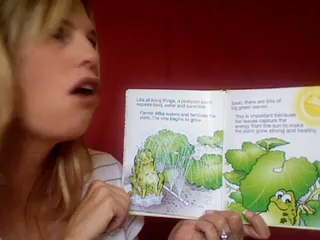 Like all living things, a pumpkin plant
requires food, water and sunshine.
Farmer Mike waters and fertilizes the
plant. The vine begins to grow.
Soon, there are lots of
big green leaves.
This is important because
the leaves capture the
energy from the sun to make
the plant grow strong and healthy.